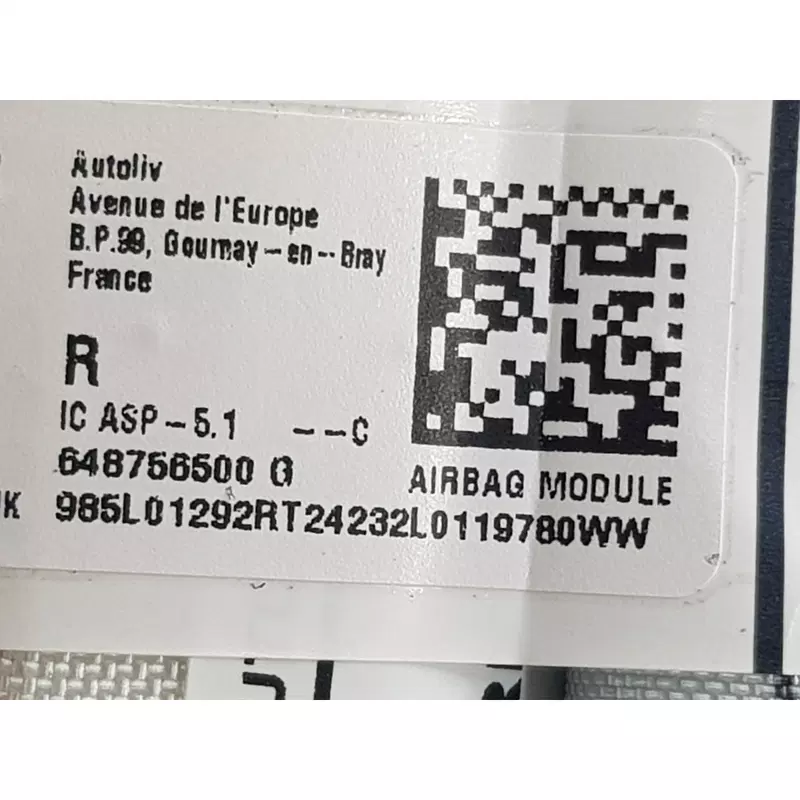 Autoliv
Avenue de l'Europe
B.P.99, Gournay-en--Bray
France
R
IC ASP-5.1 --C
648756500 G
AIRBAG MODULE
985L01292RT24232L0119780WW